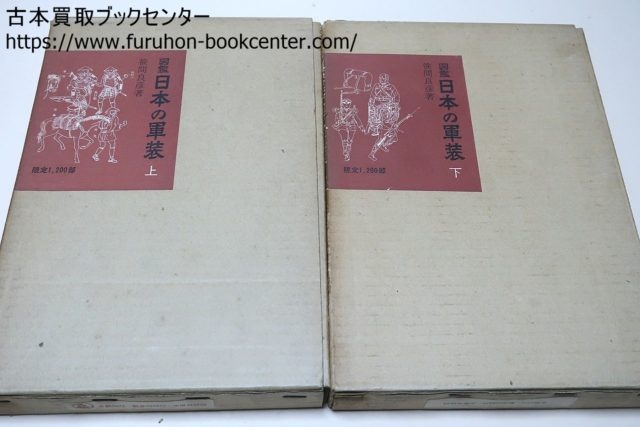 古本買取ブックセンター
https://www.furuhon-bookcenter.com/
図鑑 日本の軍装 上
笹間良彦著
限定1,200部
図鑑 日本の軍装 下
笹間良彦著
限定1,200部